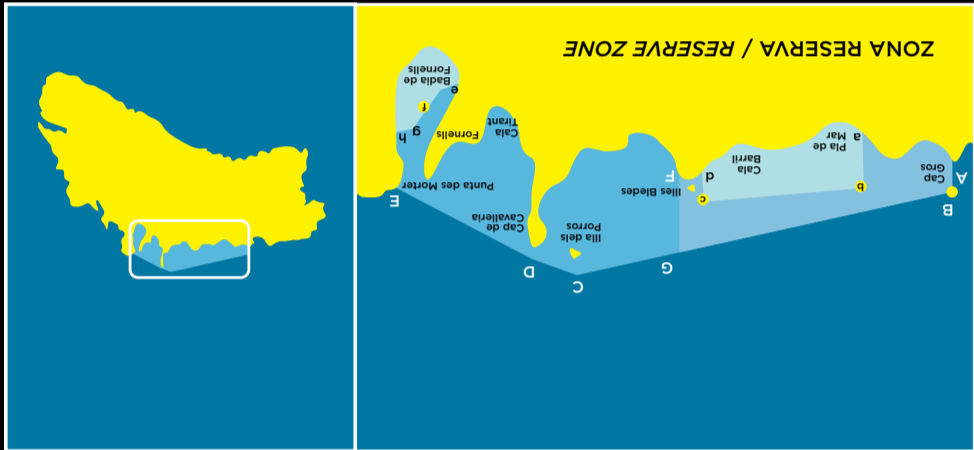 C
D
G
B
Illa dels
Porros
Cap de
Cavalleria
E
c
Illes Bledes
b
Punta des Morter
A
Cap
Gros
d
F
Cala
Barril
Pla de
Mar
a
Fornells
g
h
Cala
Tirant
f
e
Badia de
Fornells
ZONA RESERVA / RESERVE ZONE